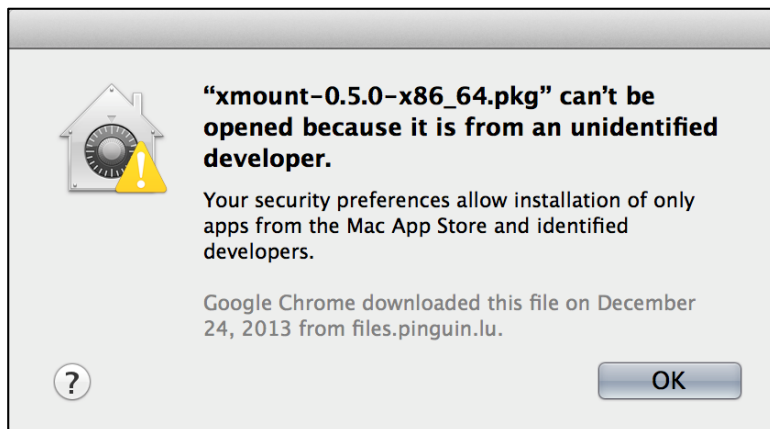 “xmount-0.5.0-x86_64.pkg” can’t be
opened because it is from an unidentified
developer.
Your security preferences allow installation of only
apps from the Mac App Store and identified
developers.
Google Chrome downloaded this file on December
24, 2013 from files.pinguin.lu.
?
OK